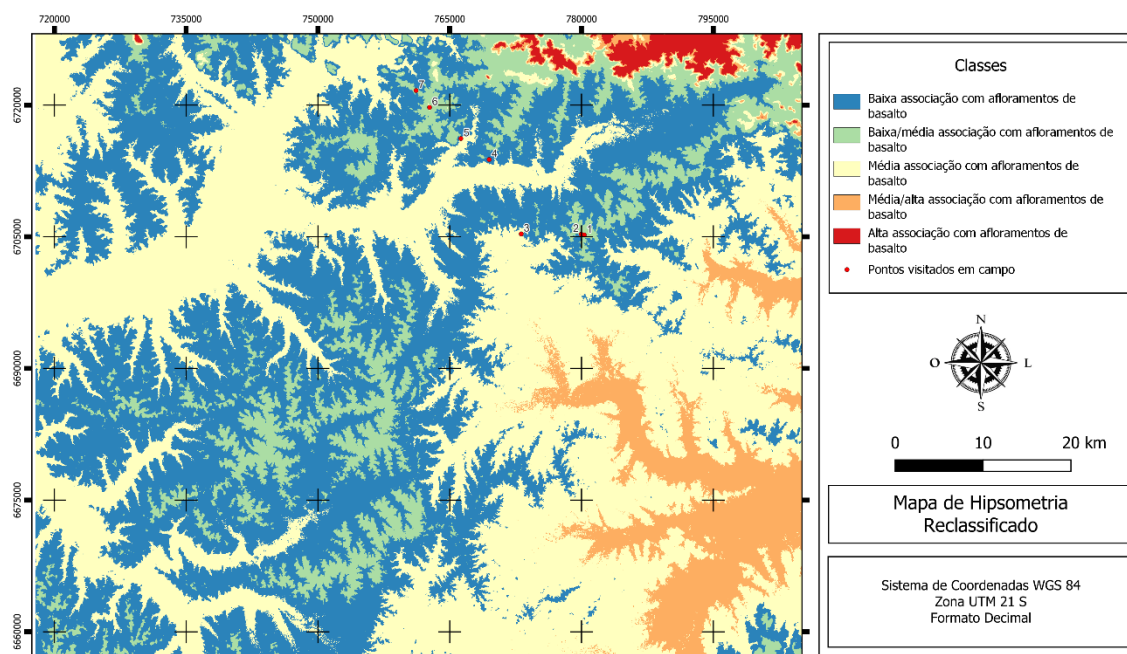 720000 735000 750000 765000 780000 795000
6720000
6705000
6690000
6675000
6660000
7
6
5
4
3
2 1
Classes
Baixa associação com afloramentos de
basalto
Baixa/média associação com afloramentos de
basalto
Média associação com afloramentos de
basalto
Média/alta associação com afloramentos de
basalto
Alta associação com afloramentos de
basalto
Pontos visitados em campo
N
O L
S
0 10 20 km
Mapa de Hipsometria
Reclassificado
Sistema de Coordenadas WGS 84
Zona UTM 21 S
Formato Decimal